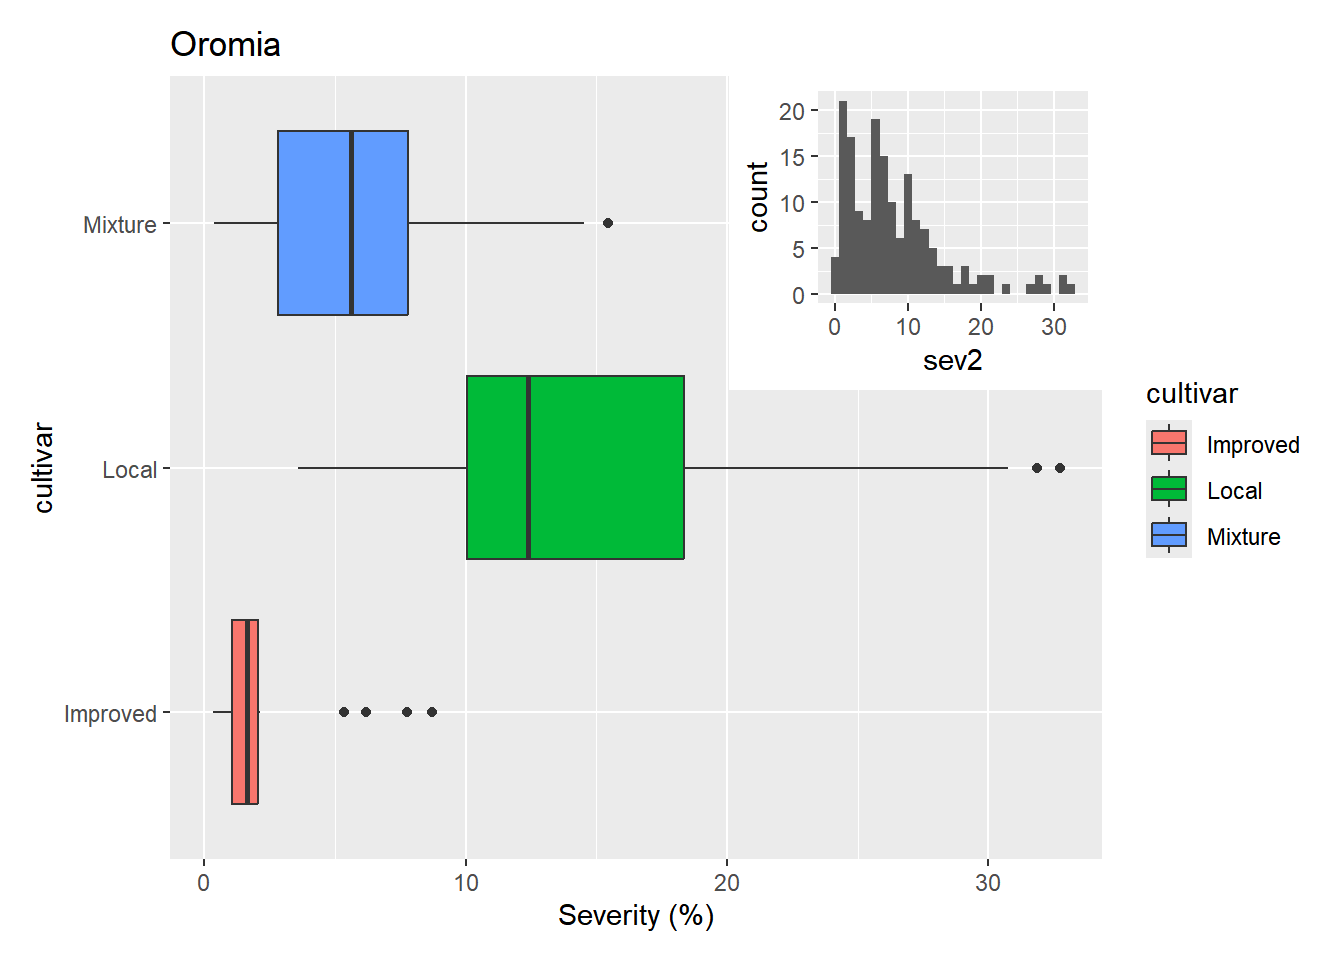 Oromia
cultivar
Mixture
Local
Improved
0 10 20 30
Severity (%)
count
20
15
10
5
0
0 10 20 30
sev2
cultivar
Improved
Local
Mixture